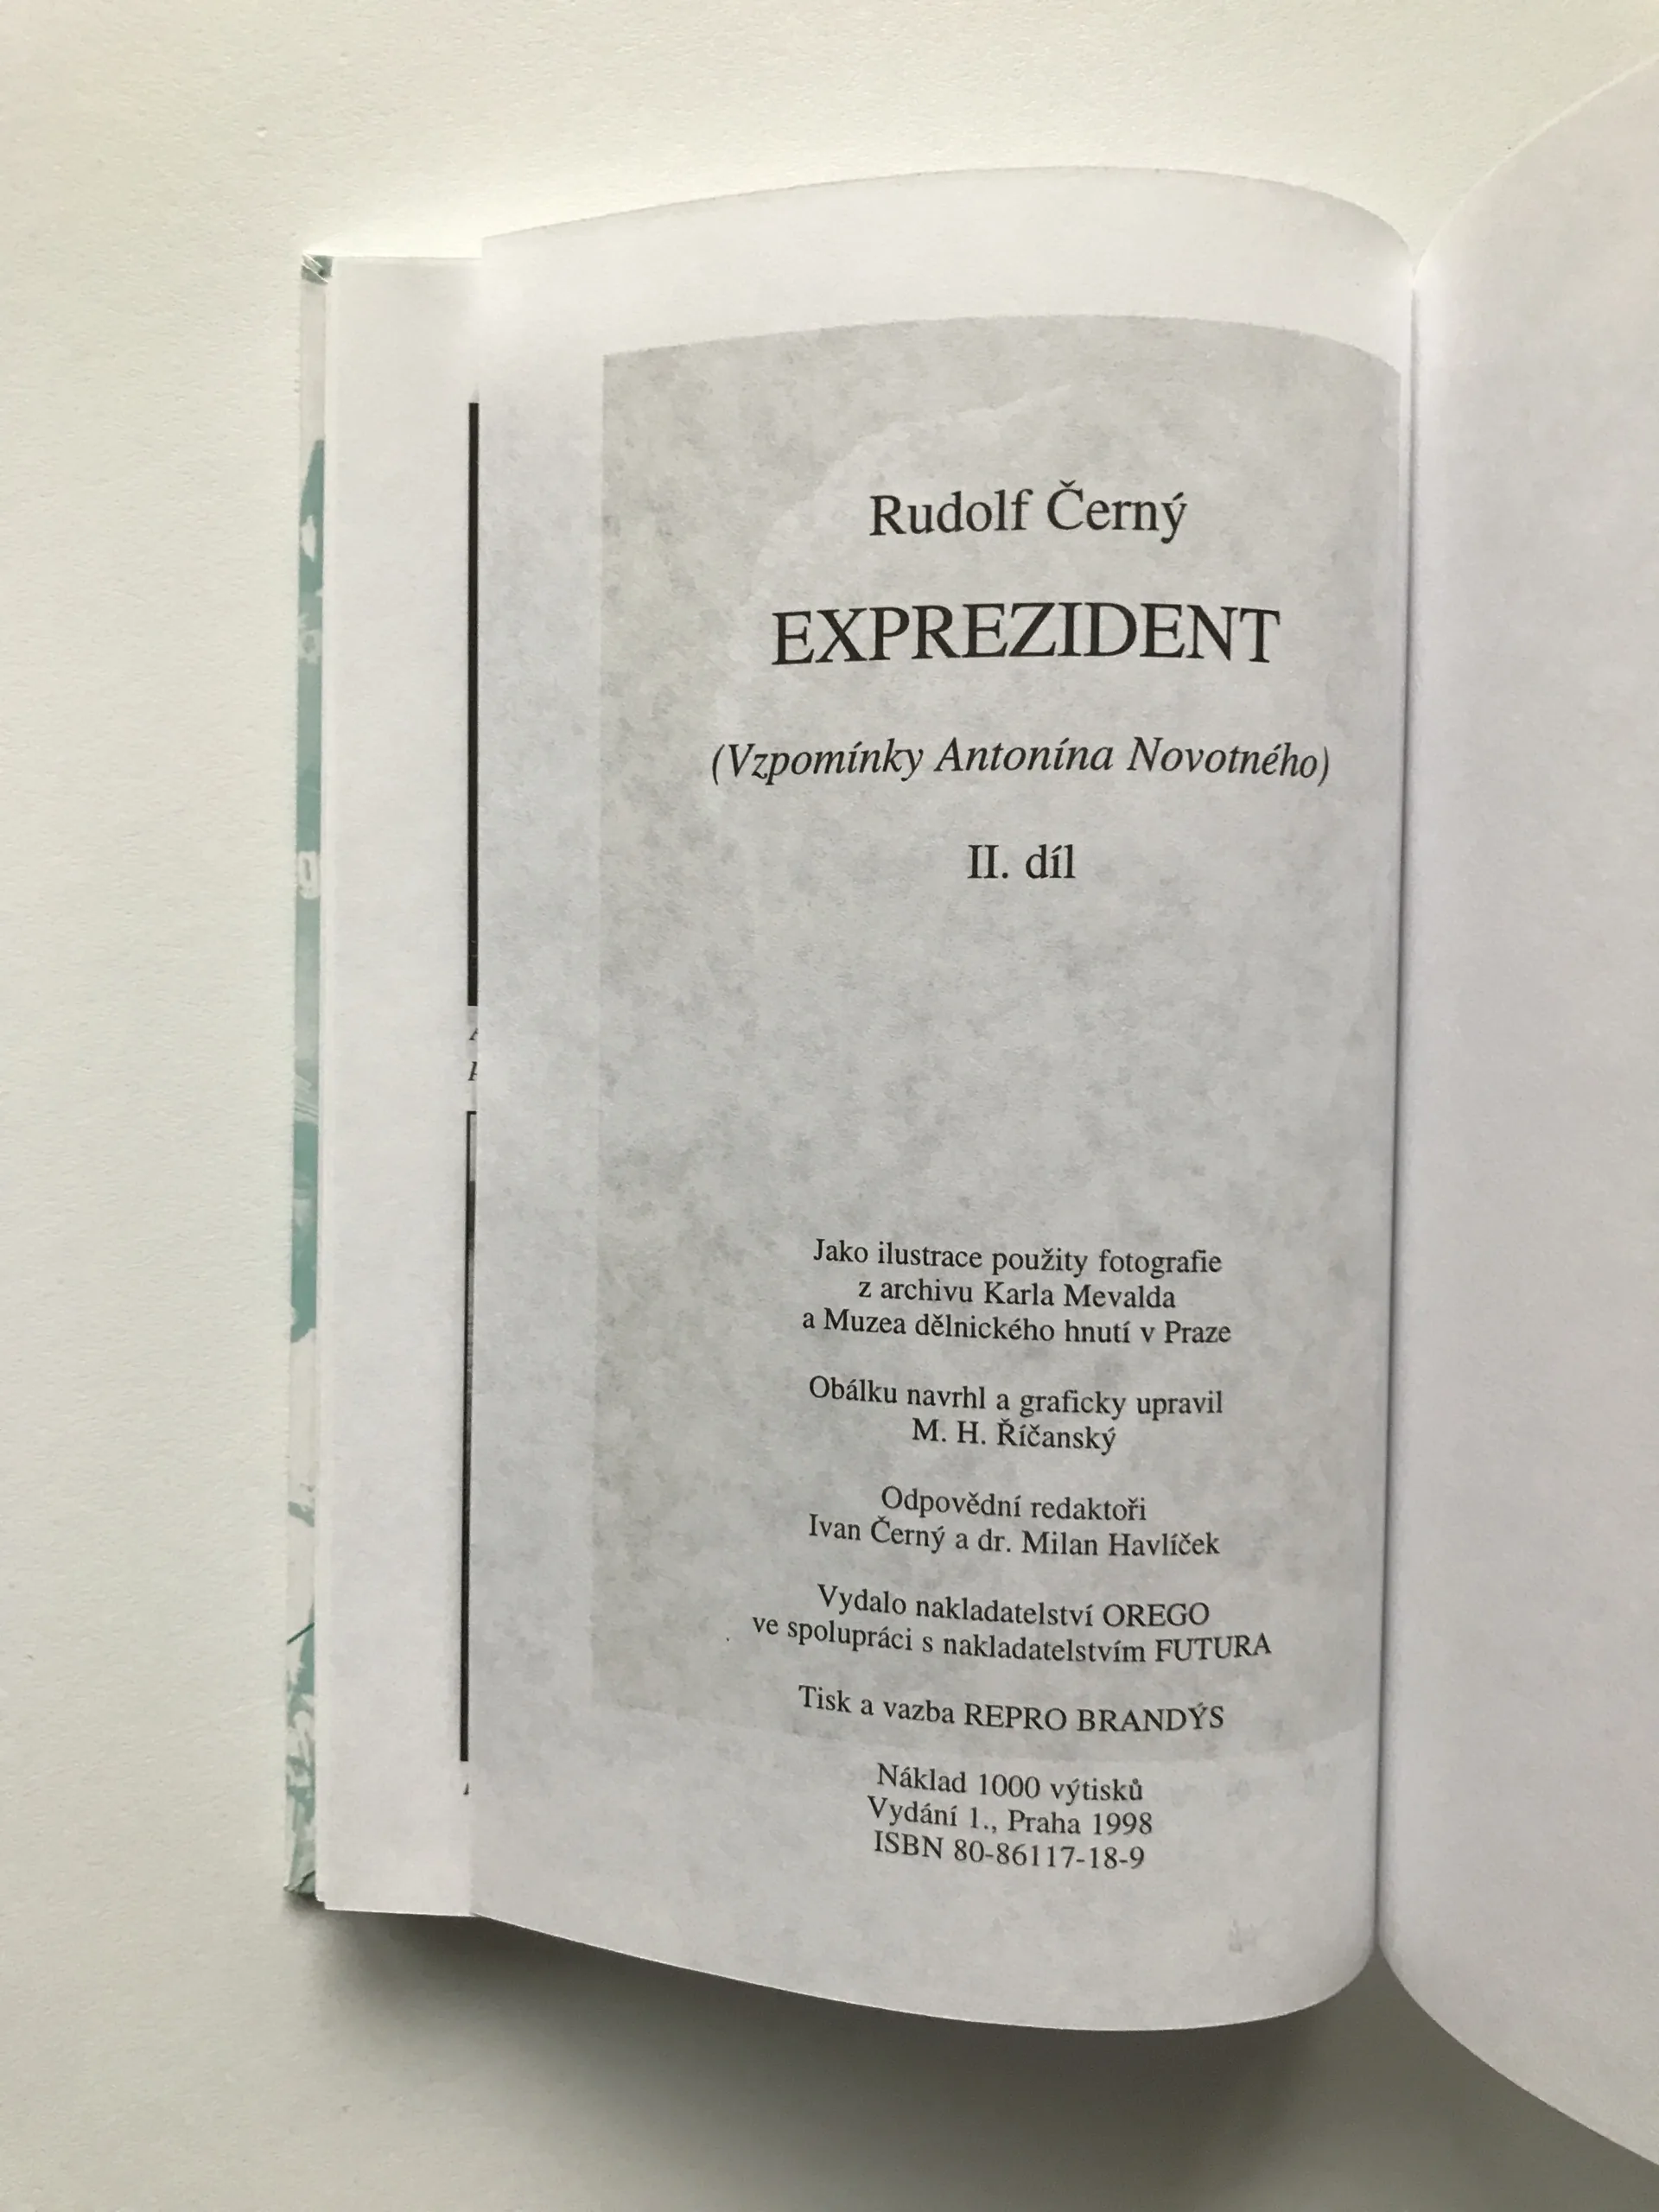 Rudolf Černý
EXPREZIDENT
(Vzpomínky Antonína Novotného)
II. díl
Jako ilustrace použity fotografie
z archivu Karla Mevalda
a Muzea dělnického hnutí v Praze
Obálku navrhl a graficky upravil
M. H. Říčanský
Odpovědní redaktoři
Ivan Černý a dr. Milan Havlíček
Vydalo nakladatelství OREGO
ve spolupráci s nakladatelstvím FUTURA
Tisk a vazba REPRO BRANDÝS
Náklad 1000 výtisků
Vydání 1., Praha 1998
ISBN 80-86117-18-9